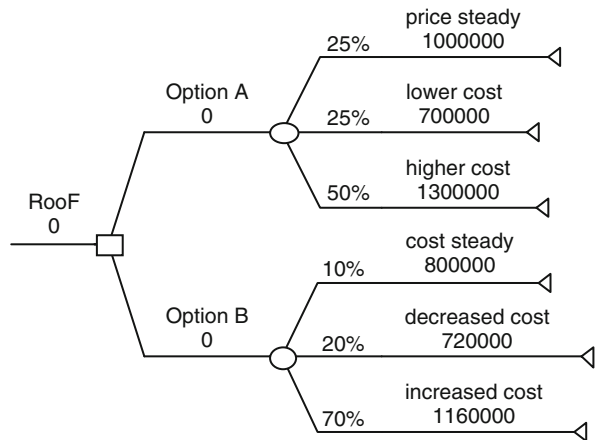 price steady
25%
1000000
Option A
0
lower cost
25%
700000
higher cost
50%
1300000
RooF
0
cost steady
10%
800000
Option B
0
decreased cost
20%
720000
increased cost
70%
1160000